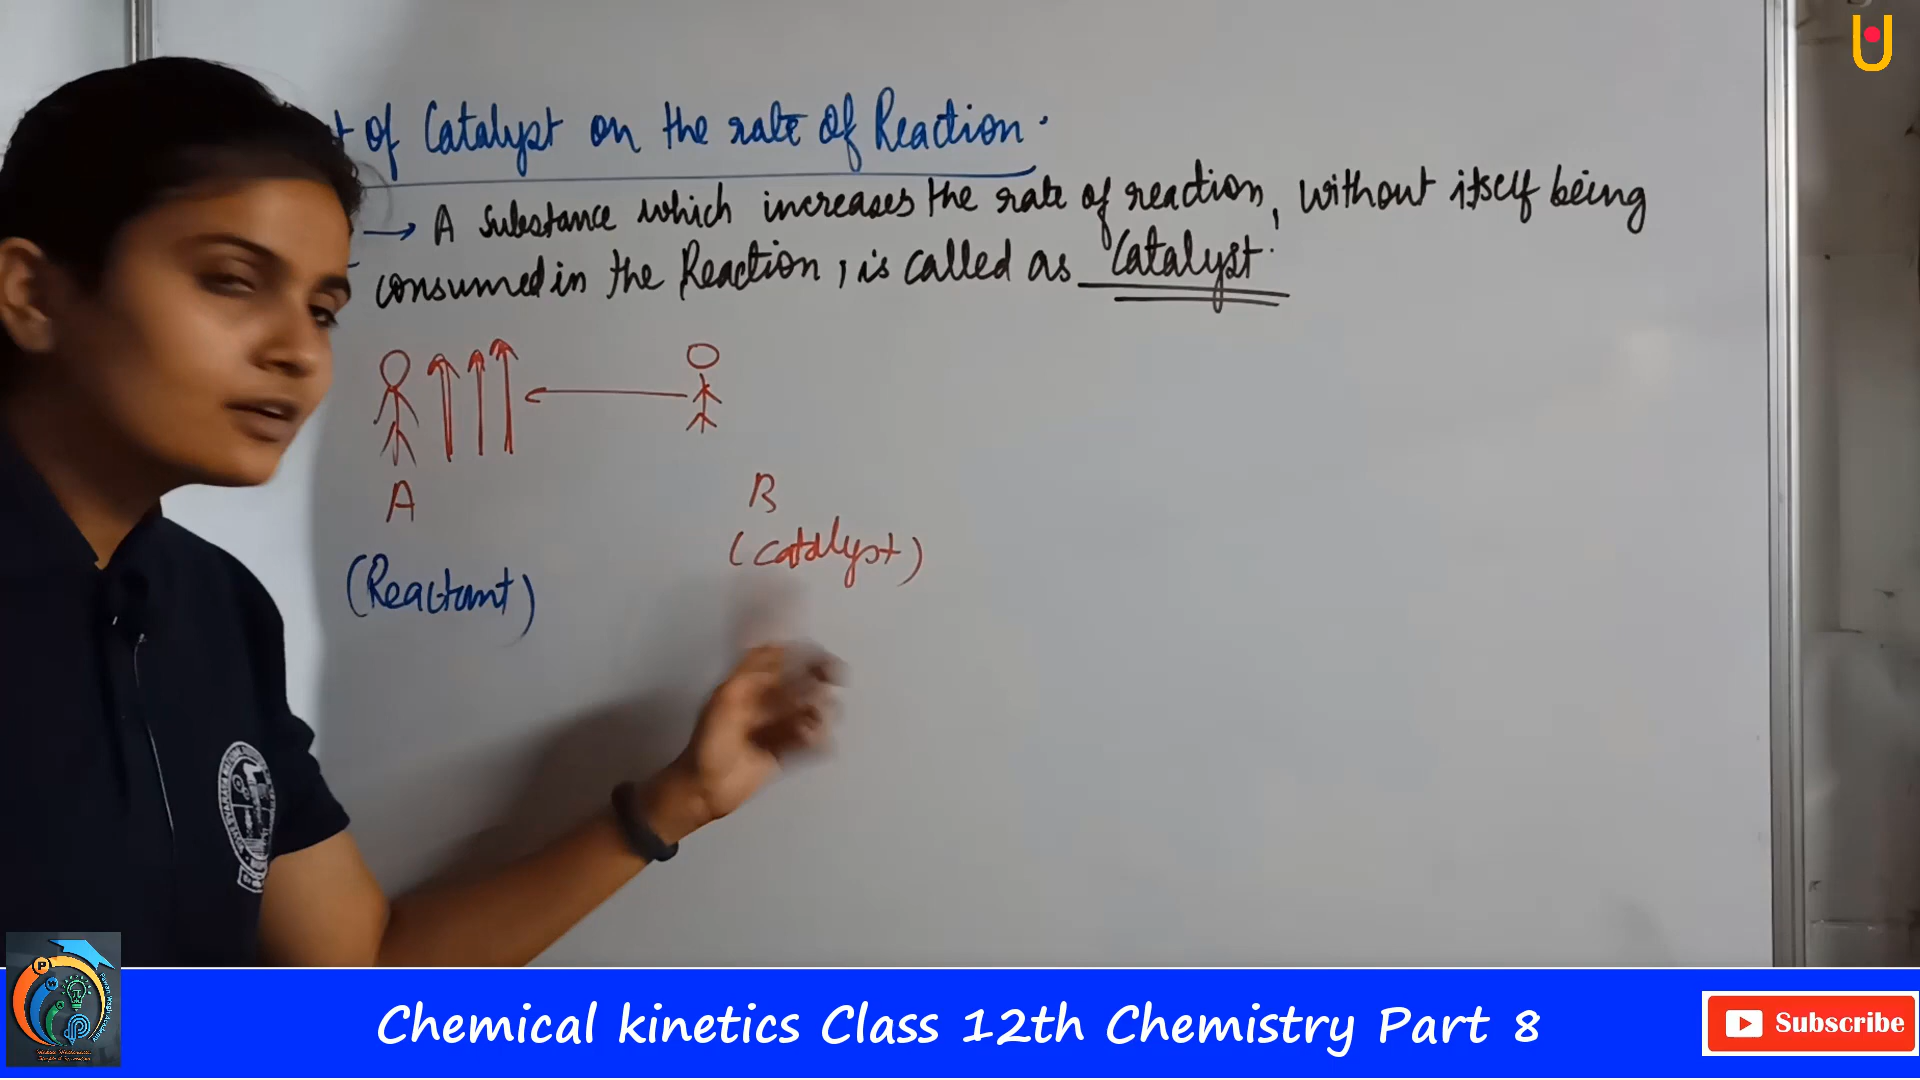 t of Catalyst on the rate of Reaction.
→ A substance which increases the rate of reaction, without itself being
consumed in the Reaction, is called as Catalyst.
A
B
(catalyst)
(Reactant)
Chemical kinetics Class 12th Chemistry Part 8
Subscribe